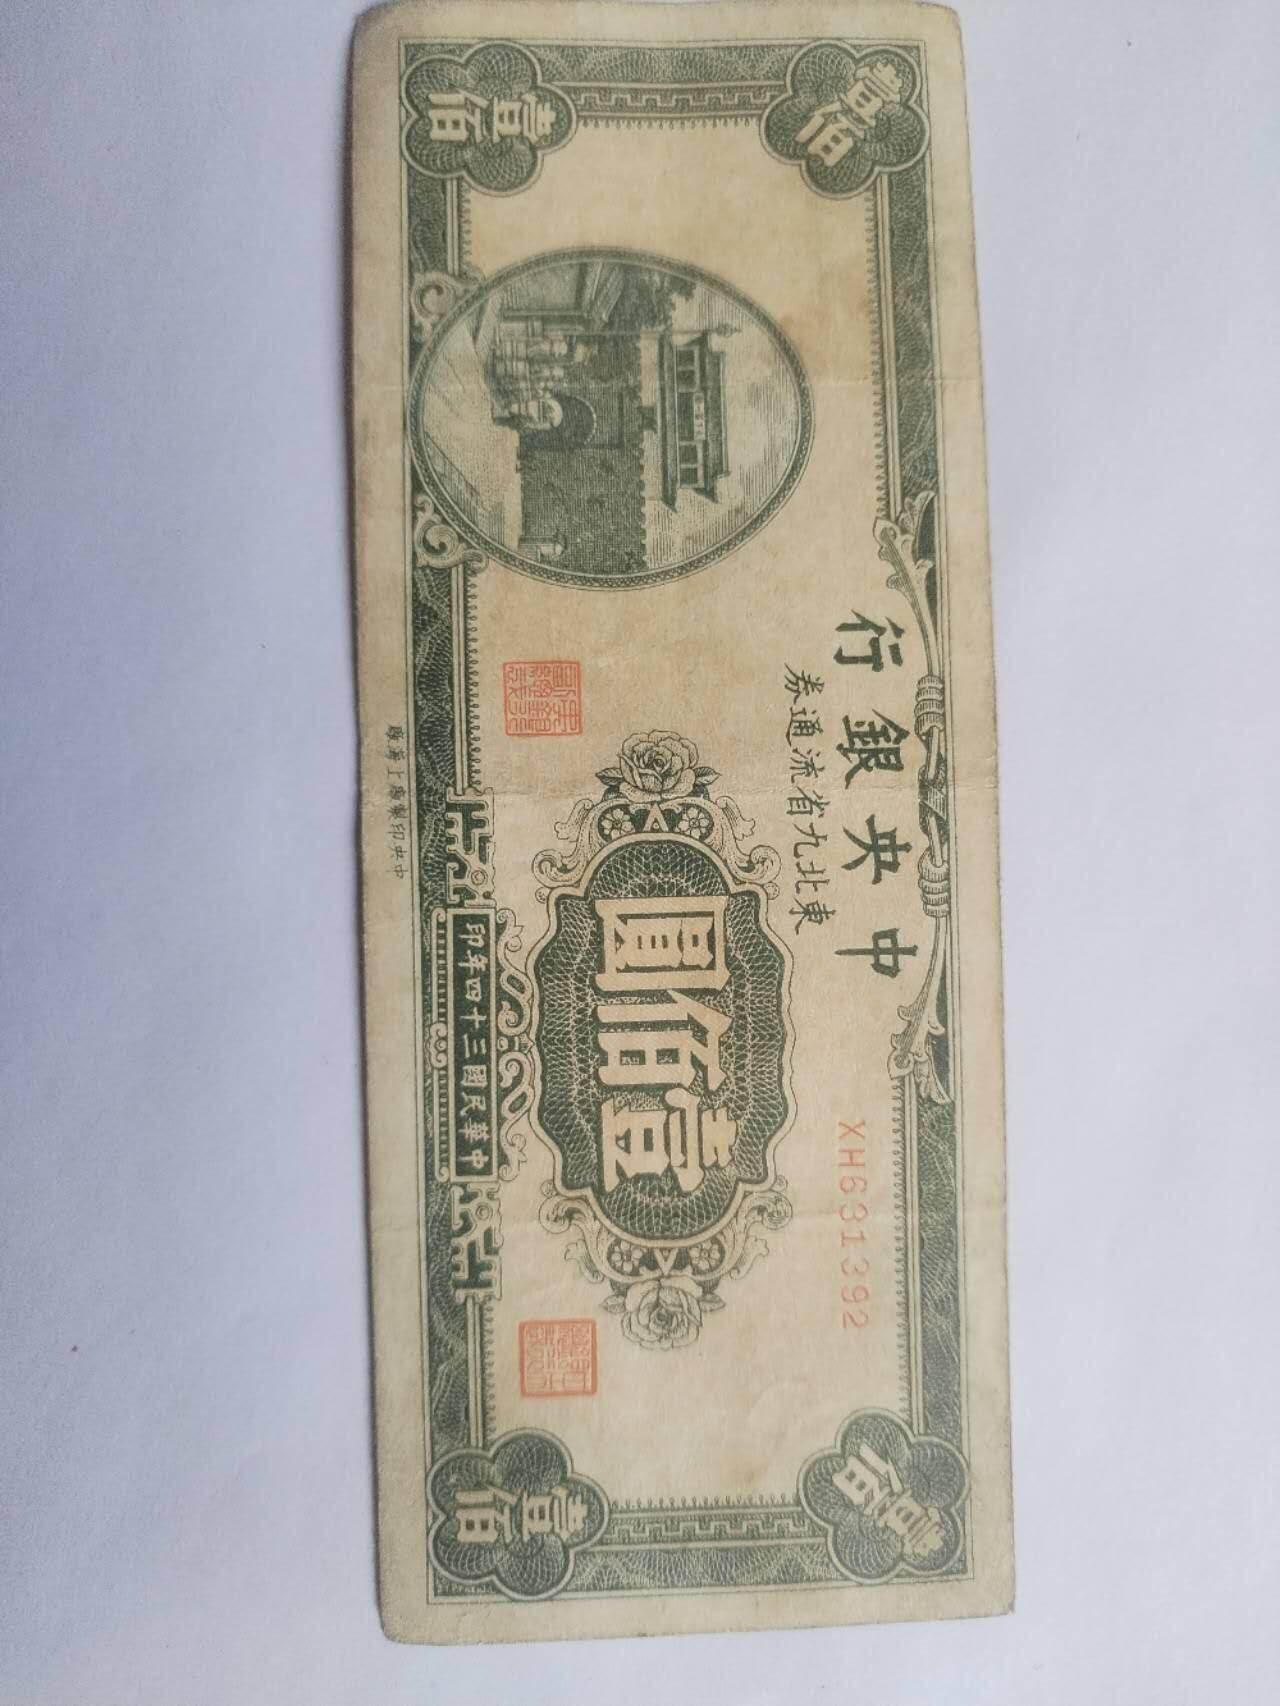 中央銀行
東北九省流通券
XH631392
壹佰圓
壹佰
壹佰
壹佰
壹佰
中華民國三十四年印
中央印製廠上海廠